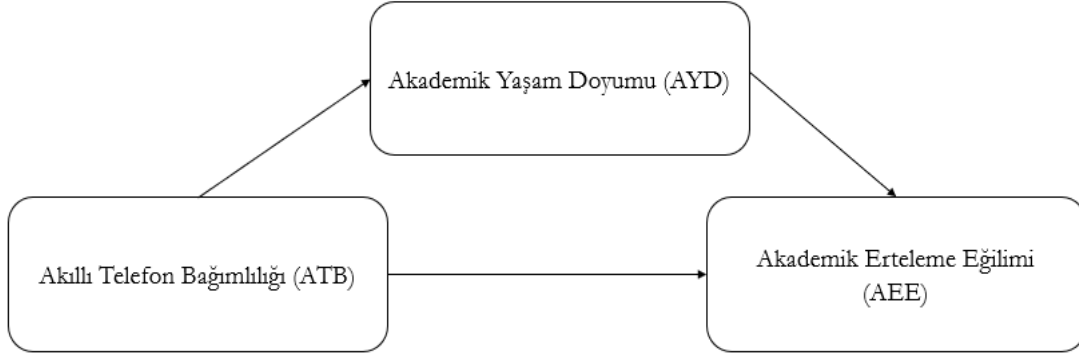 Akademik Yaşam Doyumu (AYD)
Akıllı Telefon Bağımlılığı (ATB)
Akademik Erteleme Eğilimi
(AEE)